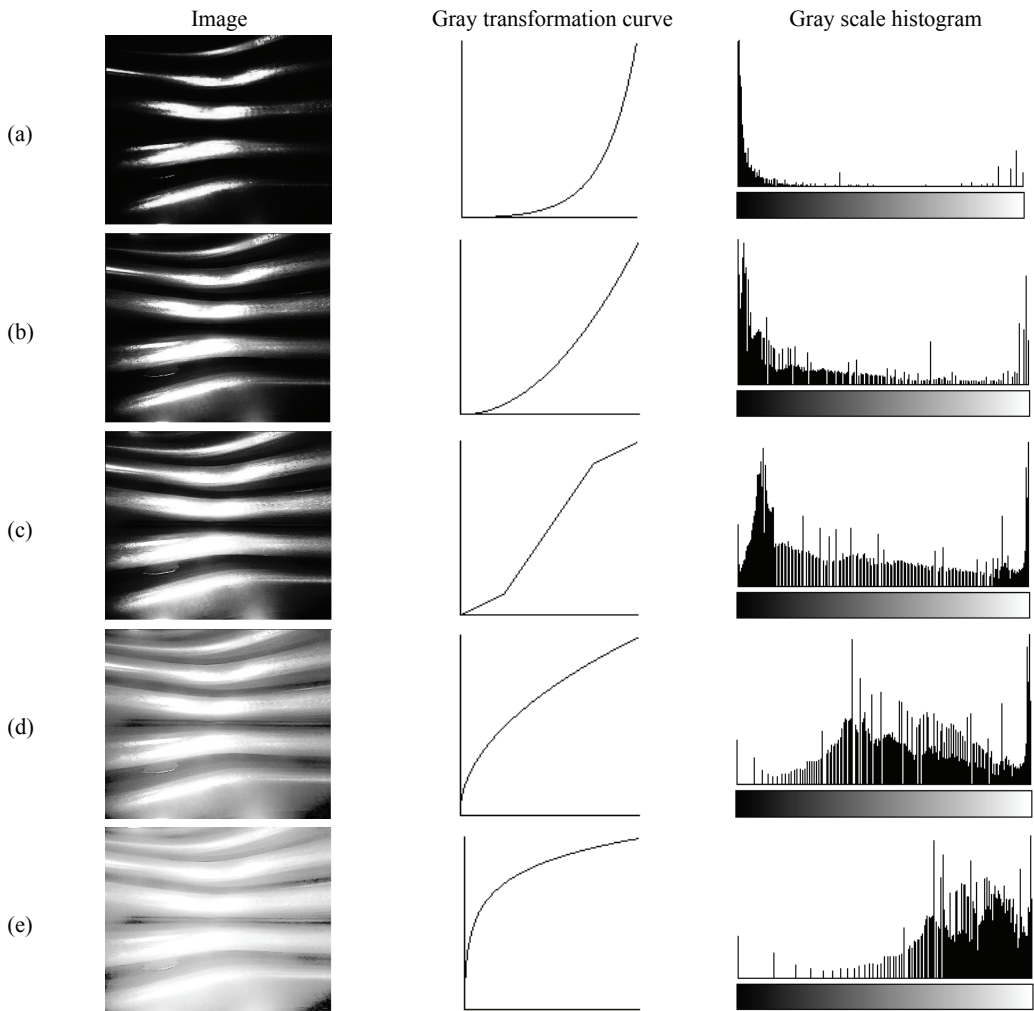 Image Gray transformation curve Gray scale histogram
(a)
(b)
(c)
(d)
(e)